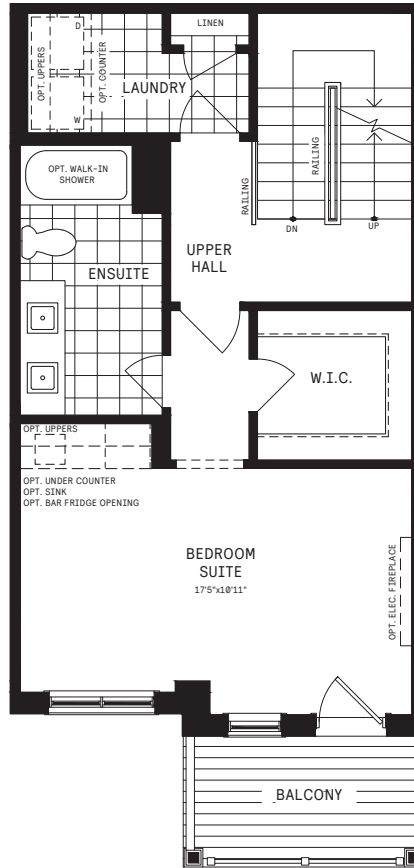 LINEN
D
OPT. UPPERS
OPT. COUNTER
LAUNDRY
W
OPT. WALK-IN
SHOWER
RAILING
RAILING
DN
UP
UPPER
HALL
ENSUITE
W.I.C.
OPT. UPPERS
OPT. UNDER COUNTER
OPT. SINK
OPT. BAR FRIDGE OPENING
BEDROOM
SUITE
17'5"x10'11"
OPT. ELEC. FIREPLACE
BALCONY